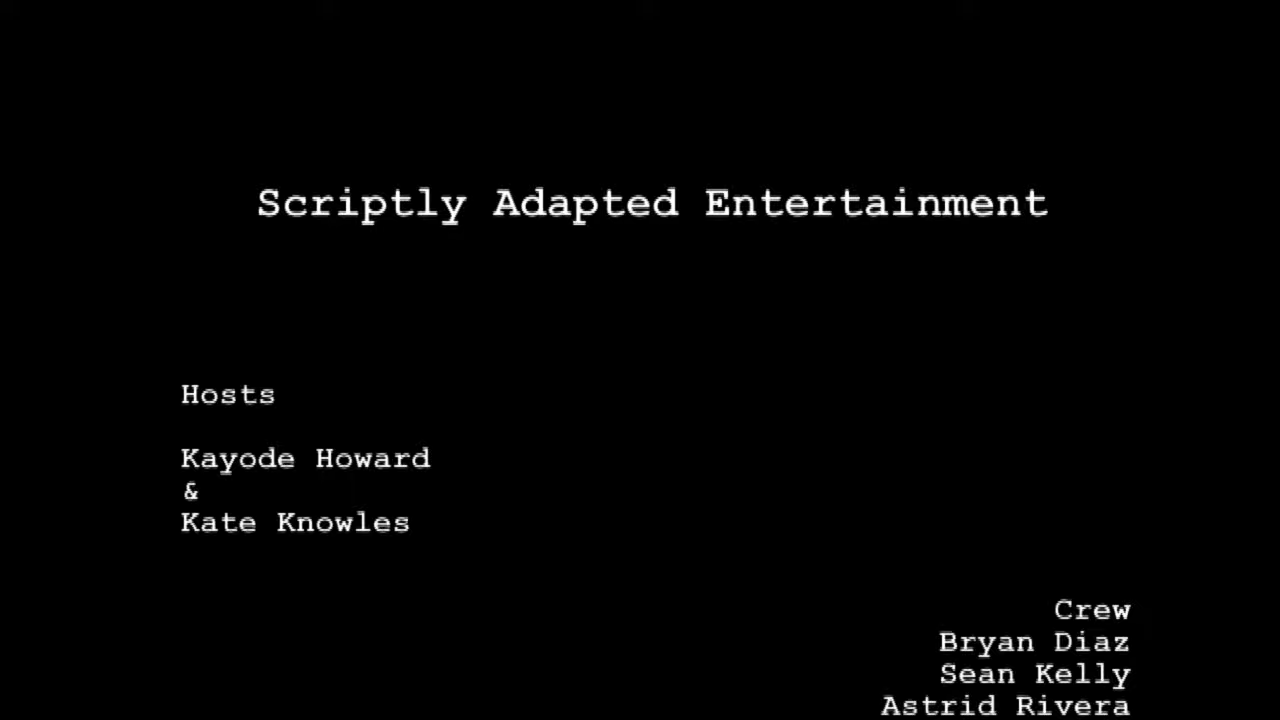 Scriptly Adapted Entertainment
Hosts
Kayode Howard
&
Kate Knowles
Crew
Bryan Diaz
Sean Kelly
Astrid Rivera